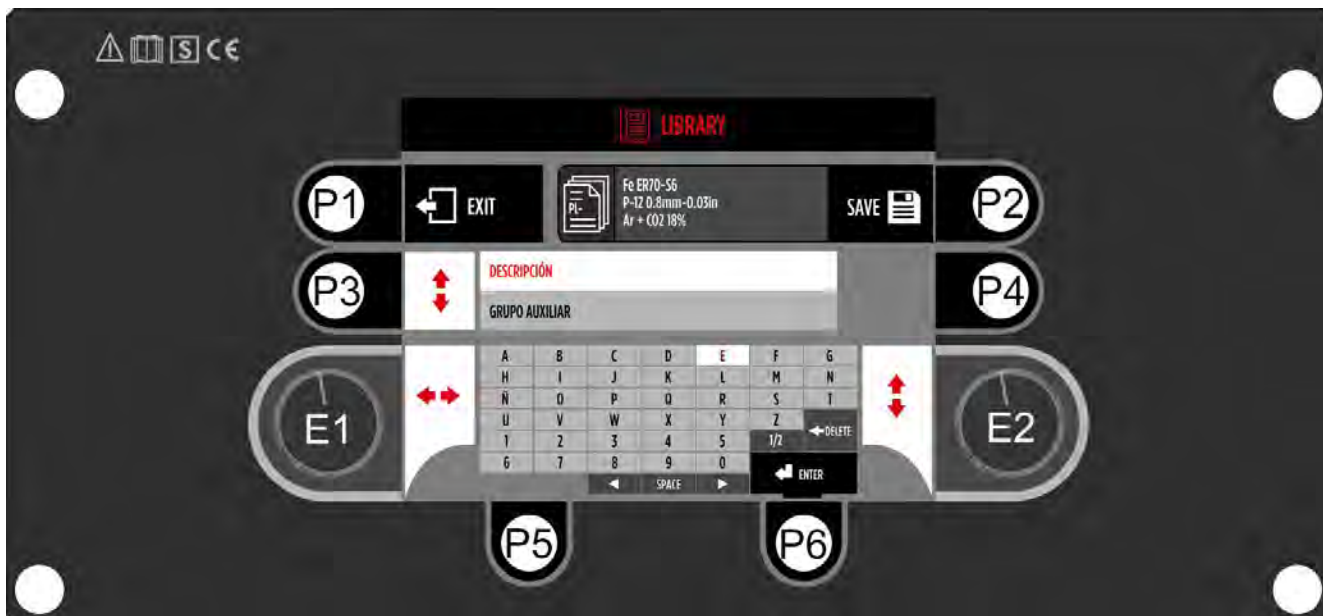 S CE
LIBRARY
P1
EXIT
PL-
Fe ER70-S6
P-12 0.8mm-0.03in
Ar + CO2 18%
SAVE
P2
P3
DESCRIPCIÓN
P4
GRUPO AUXILIAR
A B C D E F G
H I J K L M N
Ñ O P Q R S T
U V W X Y Z
DELETE
1 2 3 4 5 1/2
6 7 8 9 0
ENTER
SPACE
E1
E2
P5
P6